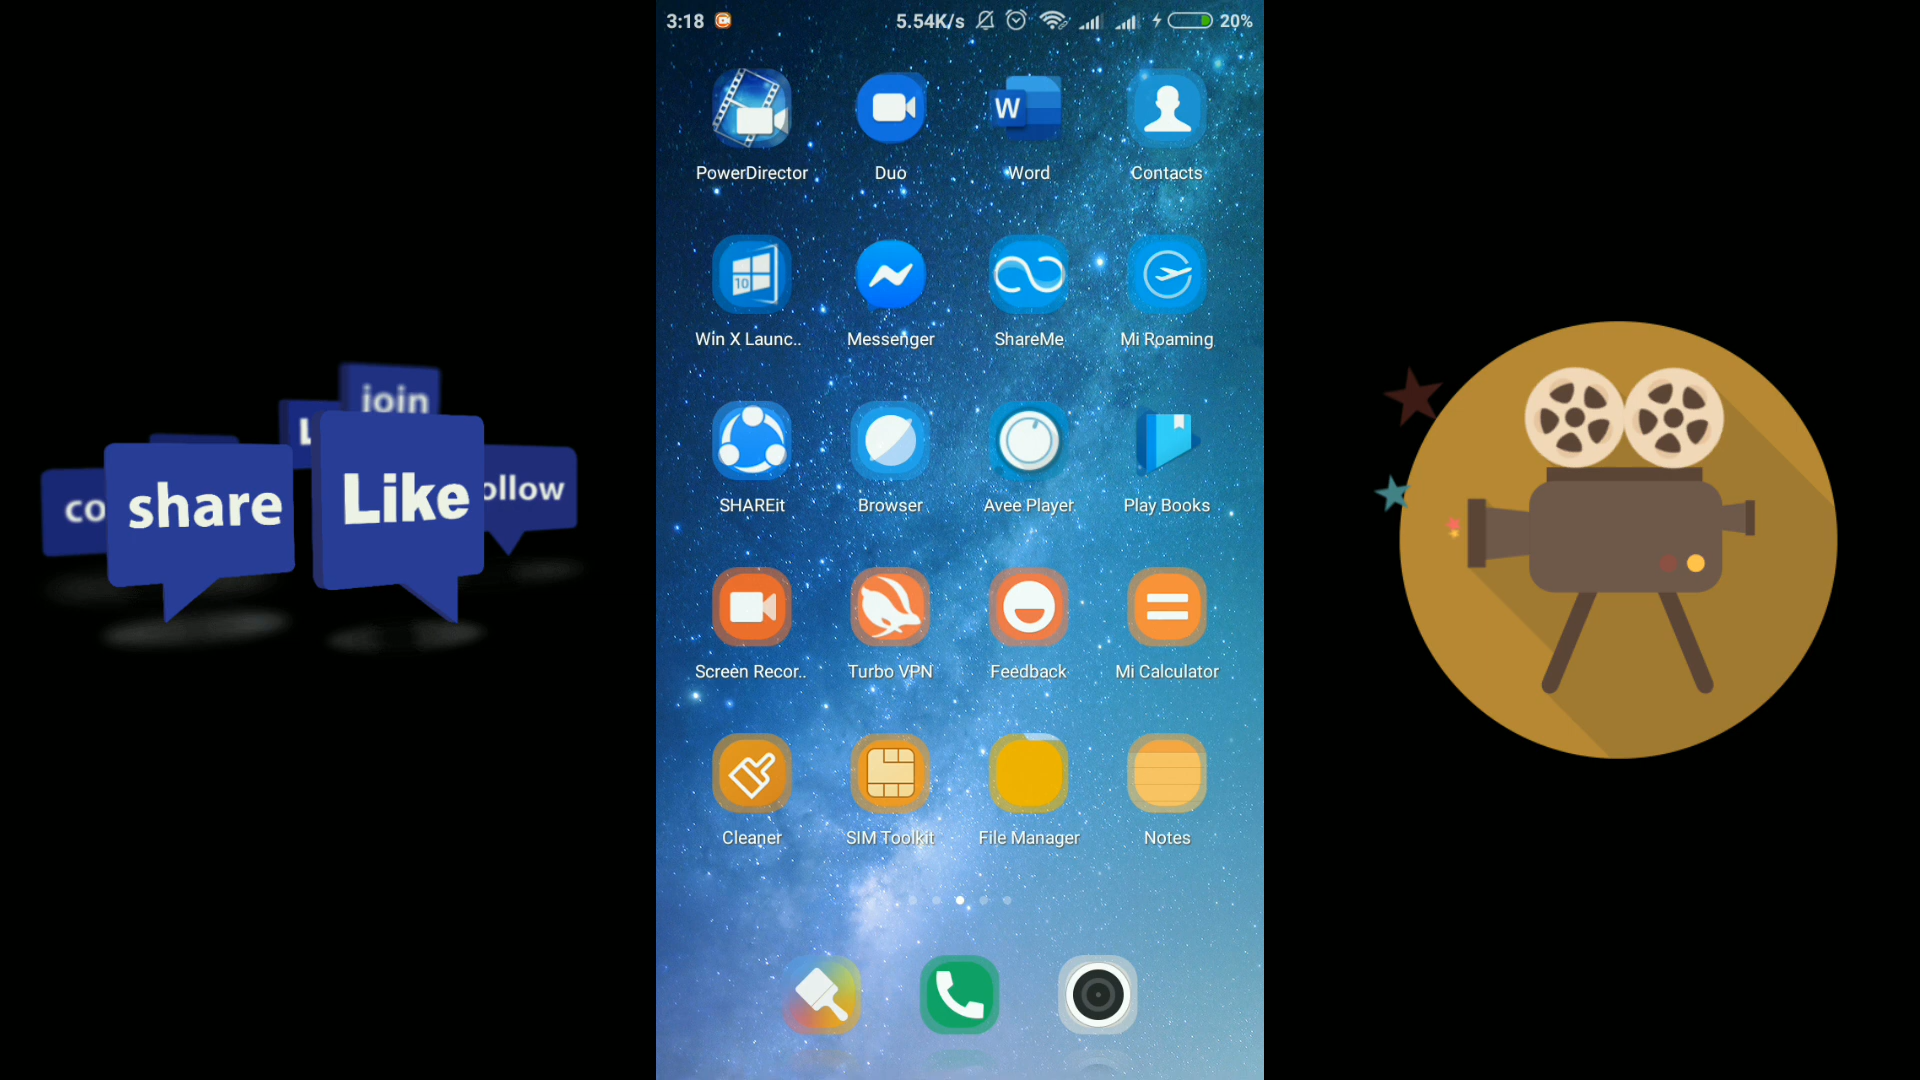 3:18 5.54K/s 20%
PowerDirector Duo Word Contacts
W
10
Win X Launc.. Messenger ShareMe Mi Roaming
SHAREit Browser Avee Player Play Books
Screen Recor.. Turbo VPN Feedback Mi Calculator
Cleaner SIM Toolkit File Manager Notes
join
L
co share Like ollow